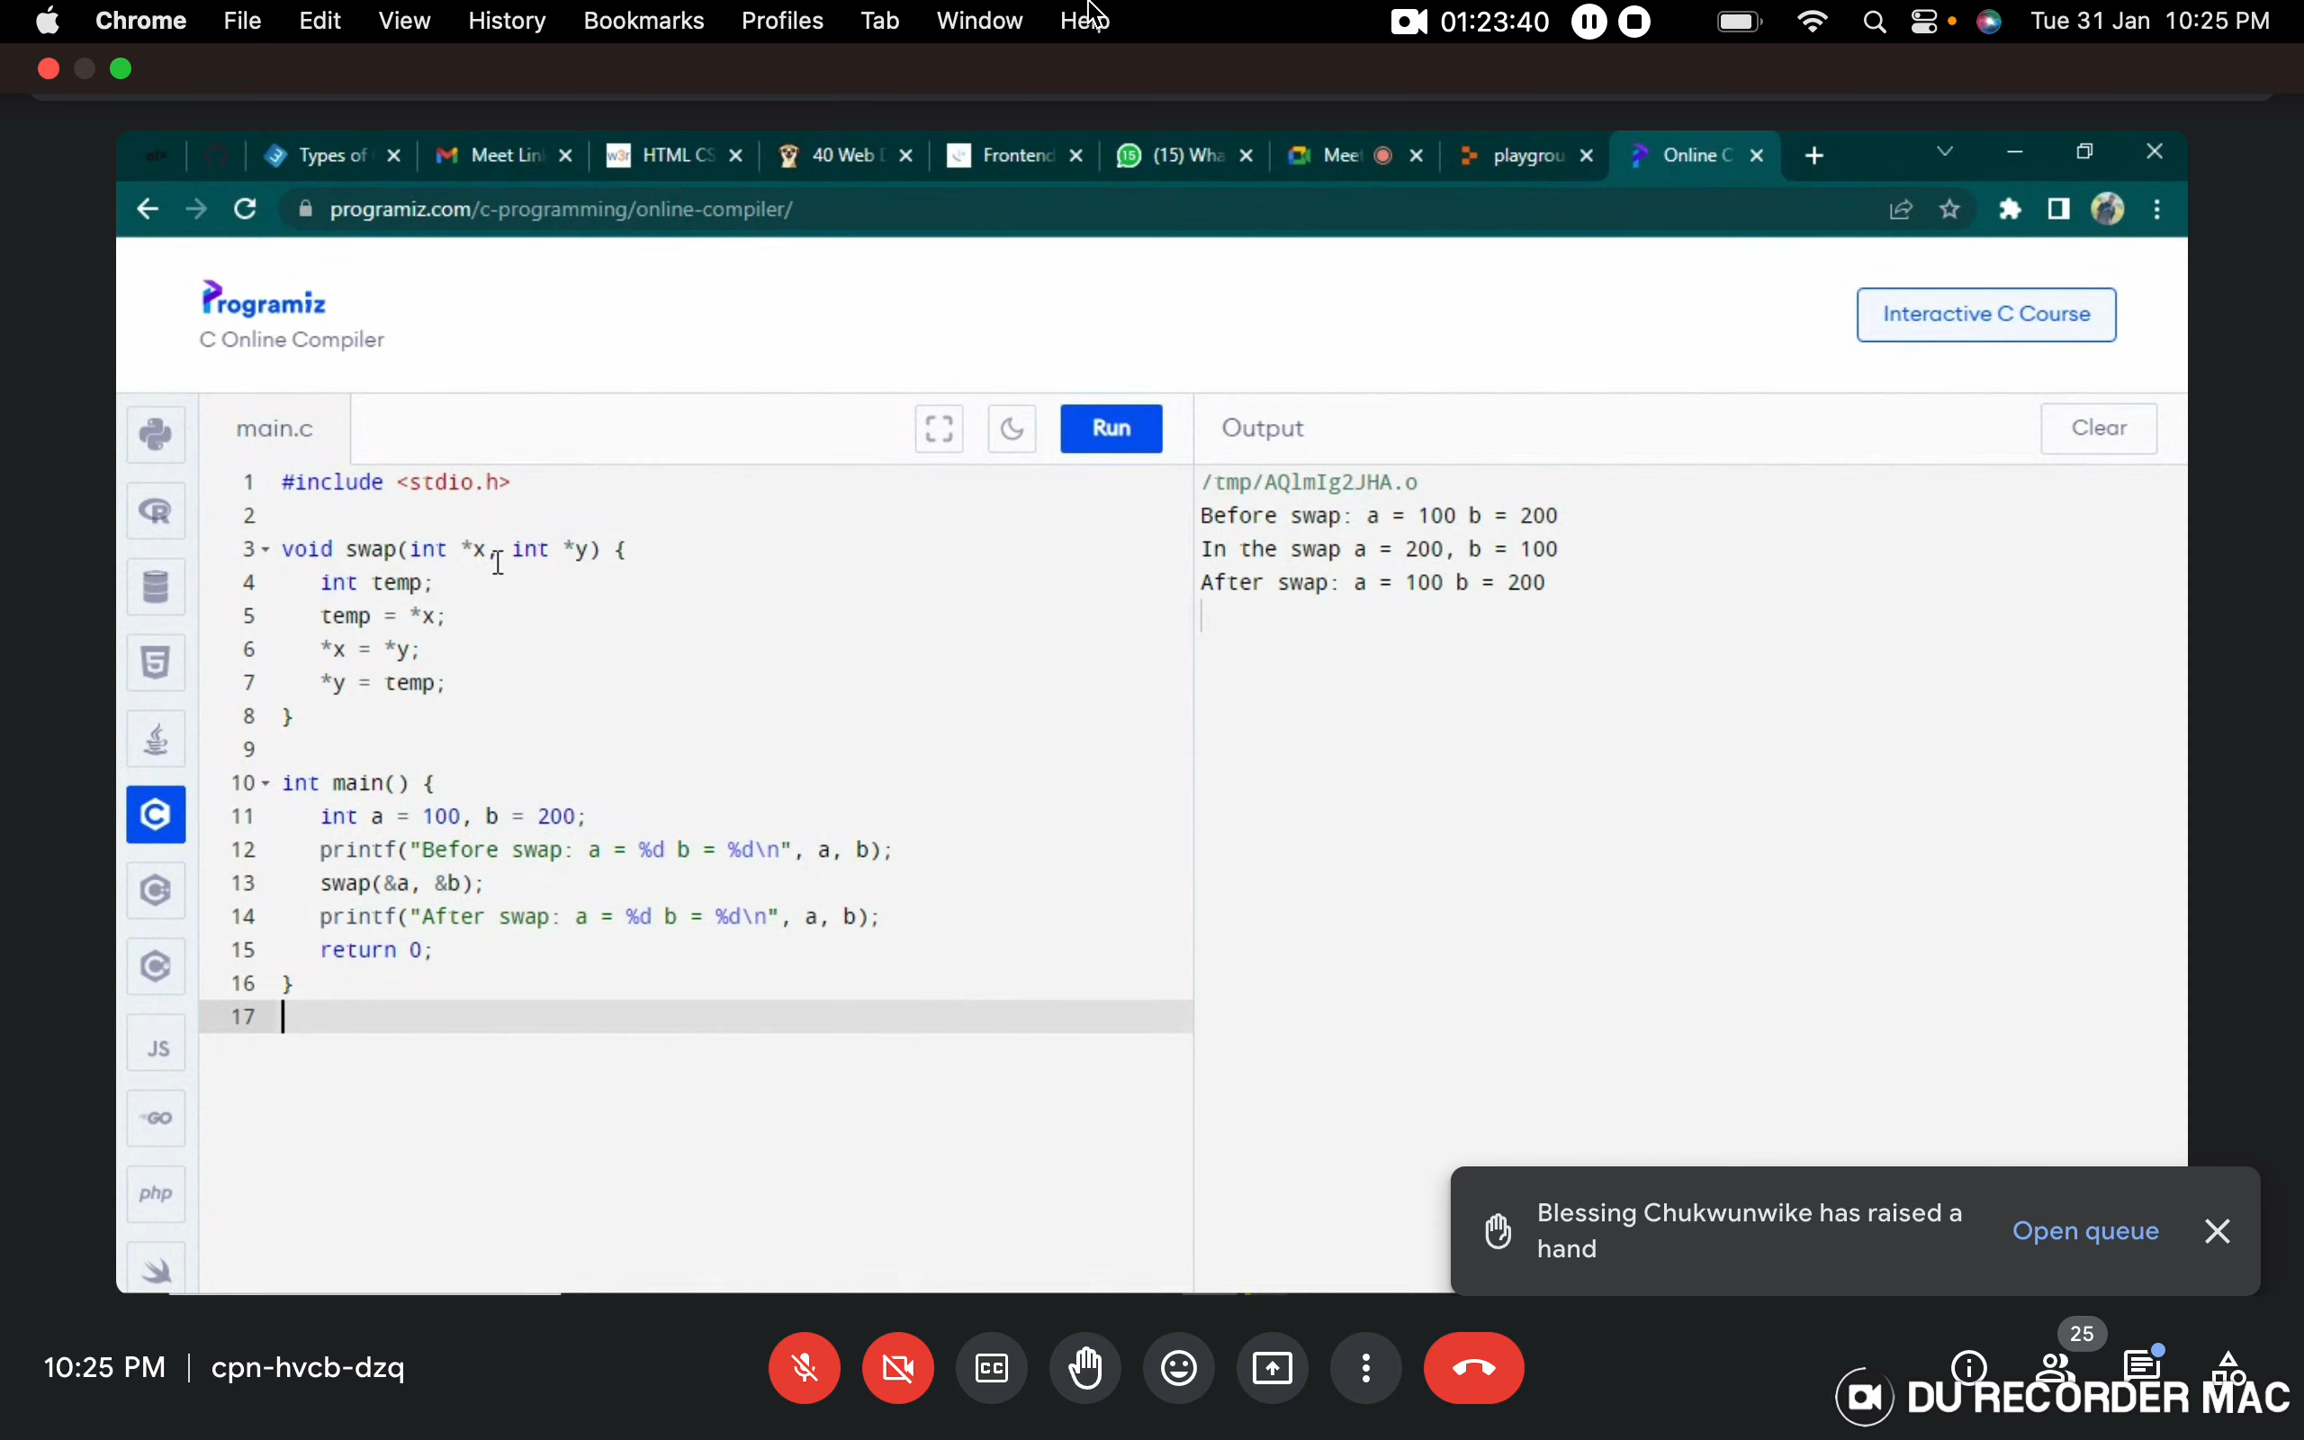 Chrome File Edit View History Bookmarks Profiles Tab Window Help 01:23:40 Tue 31 Jan 10:25 PM
Types of Meet Lin HTML CS 40 Web D Frontend (15) Wha Meet playgrou Online C
programiz.com/c-programming/online-compiler/
Programiz
C Online Compiler
Interactive C Course
main.c
Run
Output
Clear
1 #include <stdio.h>
2
3 void swap(int *x, int *y) {
4 int temp;
5 temp = *x;
6 *x = *y;
7 *y = temp;
8 }
9
10 int main() {
11 int a = 100, b = 200;
12 printf("Before swap: a = %d b = %d\n", a, b);
13 swap(&a, &b);
14 printf("After swap: a = %d b = %d\n", a, b);
15 return 0;
16 }
17
/tmp/AQlmIg2JHA.o
Before swap: a = 100 b = 200
In the swap a = 200, b = 100
After swap: a = 100 b = 200
JS
GO
php
Blessing Chukwunwike has raised a
hand
Open queue
10:25 PM | cpn-hvcb-dzq
25
DU RECORDER MAC